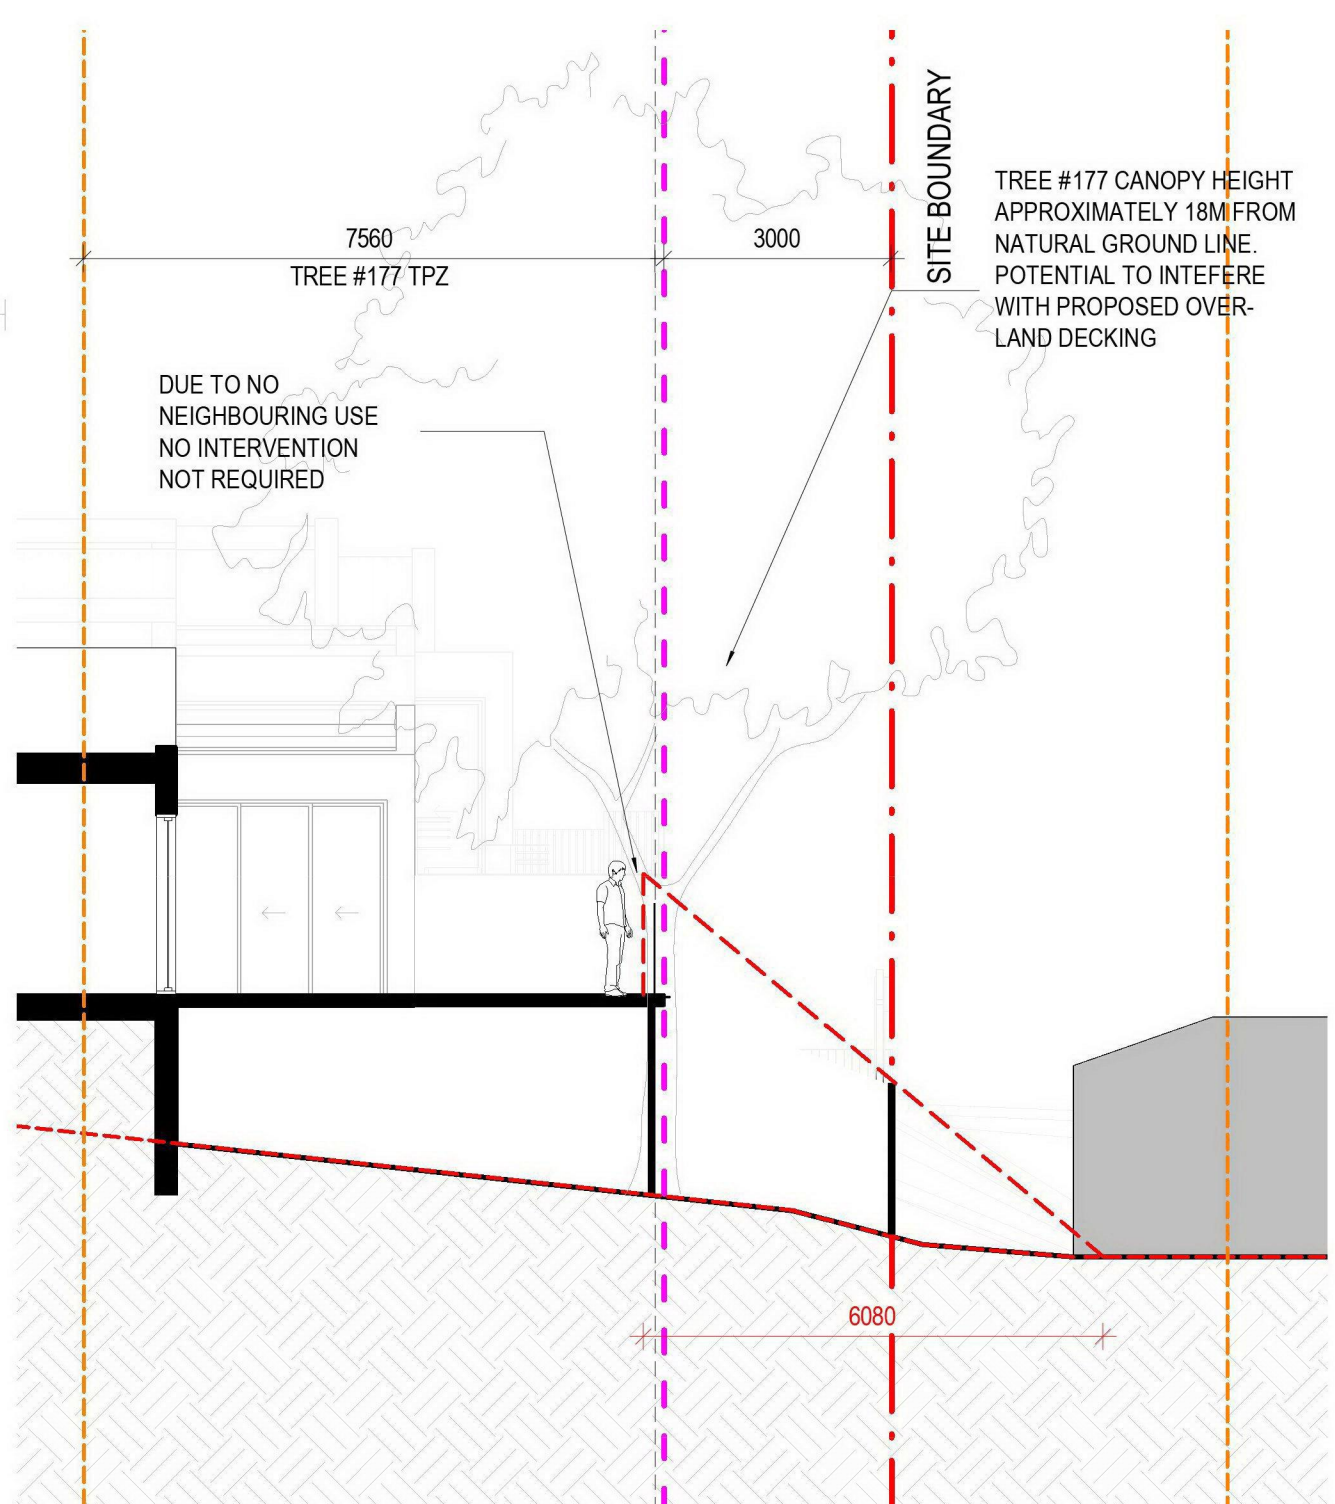 SITE BOUNDARY
TREE #177 CANOPY HEIGHT
APPROXIMATELY 18M FROM
NATURAL GROUND LINE.
POTENTIAL TO INTEFERE
WITH PROPOSED OVER-
LAND DECKING
7560
3000
TREE #177 TPZ
DUE TO NO
NEIGHBOURING USE
NO INTERVENTION
NOT REQUIRED
6080